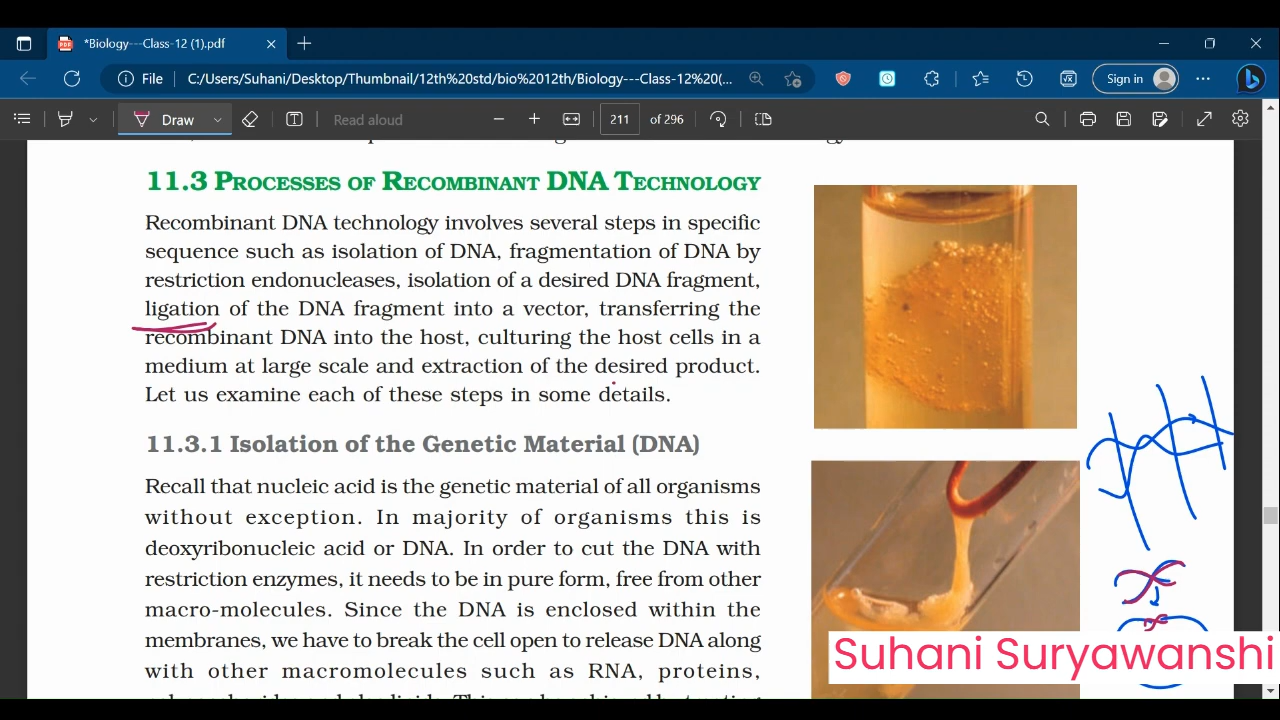 *Biology---Class-12 (1).pdf
File
C:/Users/Suhani/Desktop/Thumbnail/12th%20std/bio%2012th/Biology---Class-12%20(...
Sign in
Draw
Read aloud
211 of 296
11.3 PROCESSES OF RECOMBINANT DNA TECHNOLOGY
Recombinant DNA technology involves several steps in specific
sequence such as isolation of DNA, fragmentation of DNA by
restriction endonucleases, isolation of a desired DNA fragment,
ligation of the DNA fragment into a vector, transferring the
recombinant DNA into the host, culturing the host cells in a
medium at large scale and extraction of the desired product.
Let us examine each of these steps in some details.
11.3.1 Isolation of the Genetic Material (DNA)
Recall that nucleic acid is the genetic material of all organisms
without exception. In majority of organisms this is
deoxyribonucleic acid or DNA. In order to cut the DNA with
restriction enzymes, it needs to be in pure form, free from other
macro-molecules. Since the DNA is enclosed within the
membranes, we have to break the cell open to release DNA along
with other macromolecules such as RNA, proteins,
Suhani Suryawanshi